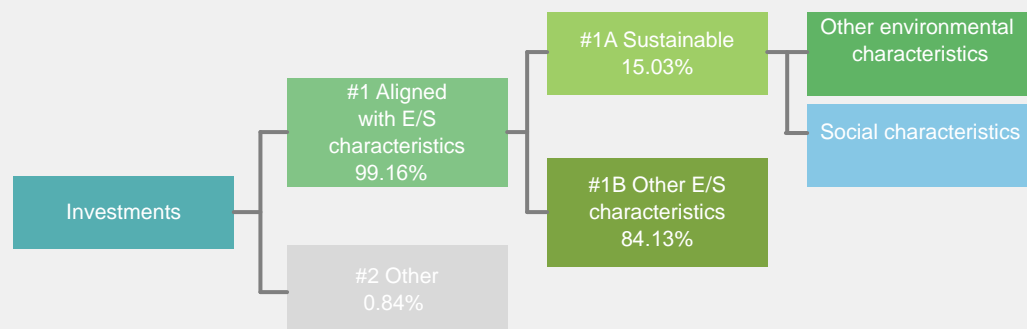 Investments
#1 Aligned
with E/S
characteristics
99.16%
#2 Other
0.84%
#1A Sustainable
15.03%
#1B Other E/S
characteristics
84.13%
Other environmental
characteristics
Social characteristics